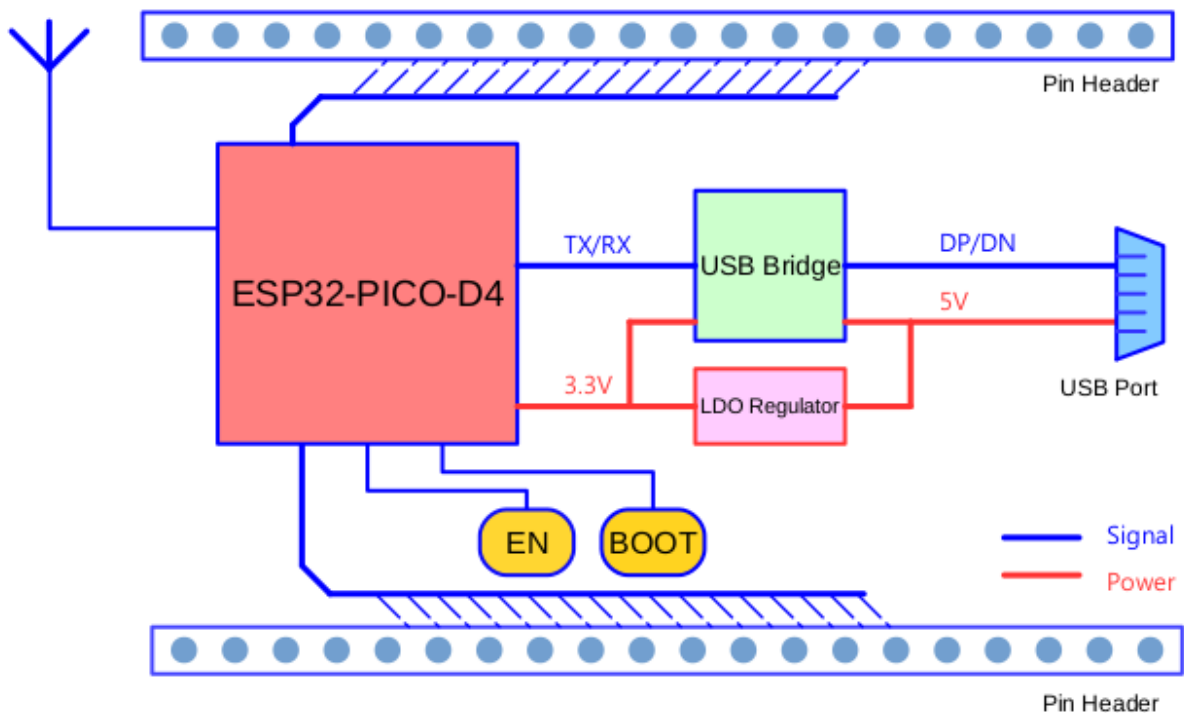 Pin Header
TX/RX
DP/DN
USB Bridge
ESP32-PICO-D4
5V
3.3V
LDO Regulator
USB Port
EN
BOOT
Signal
Power
Pin Header